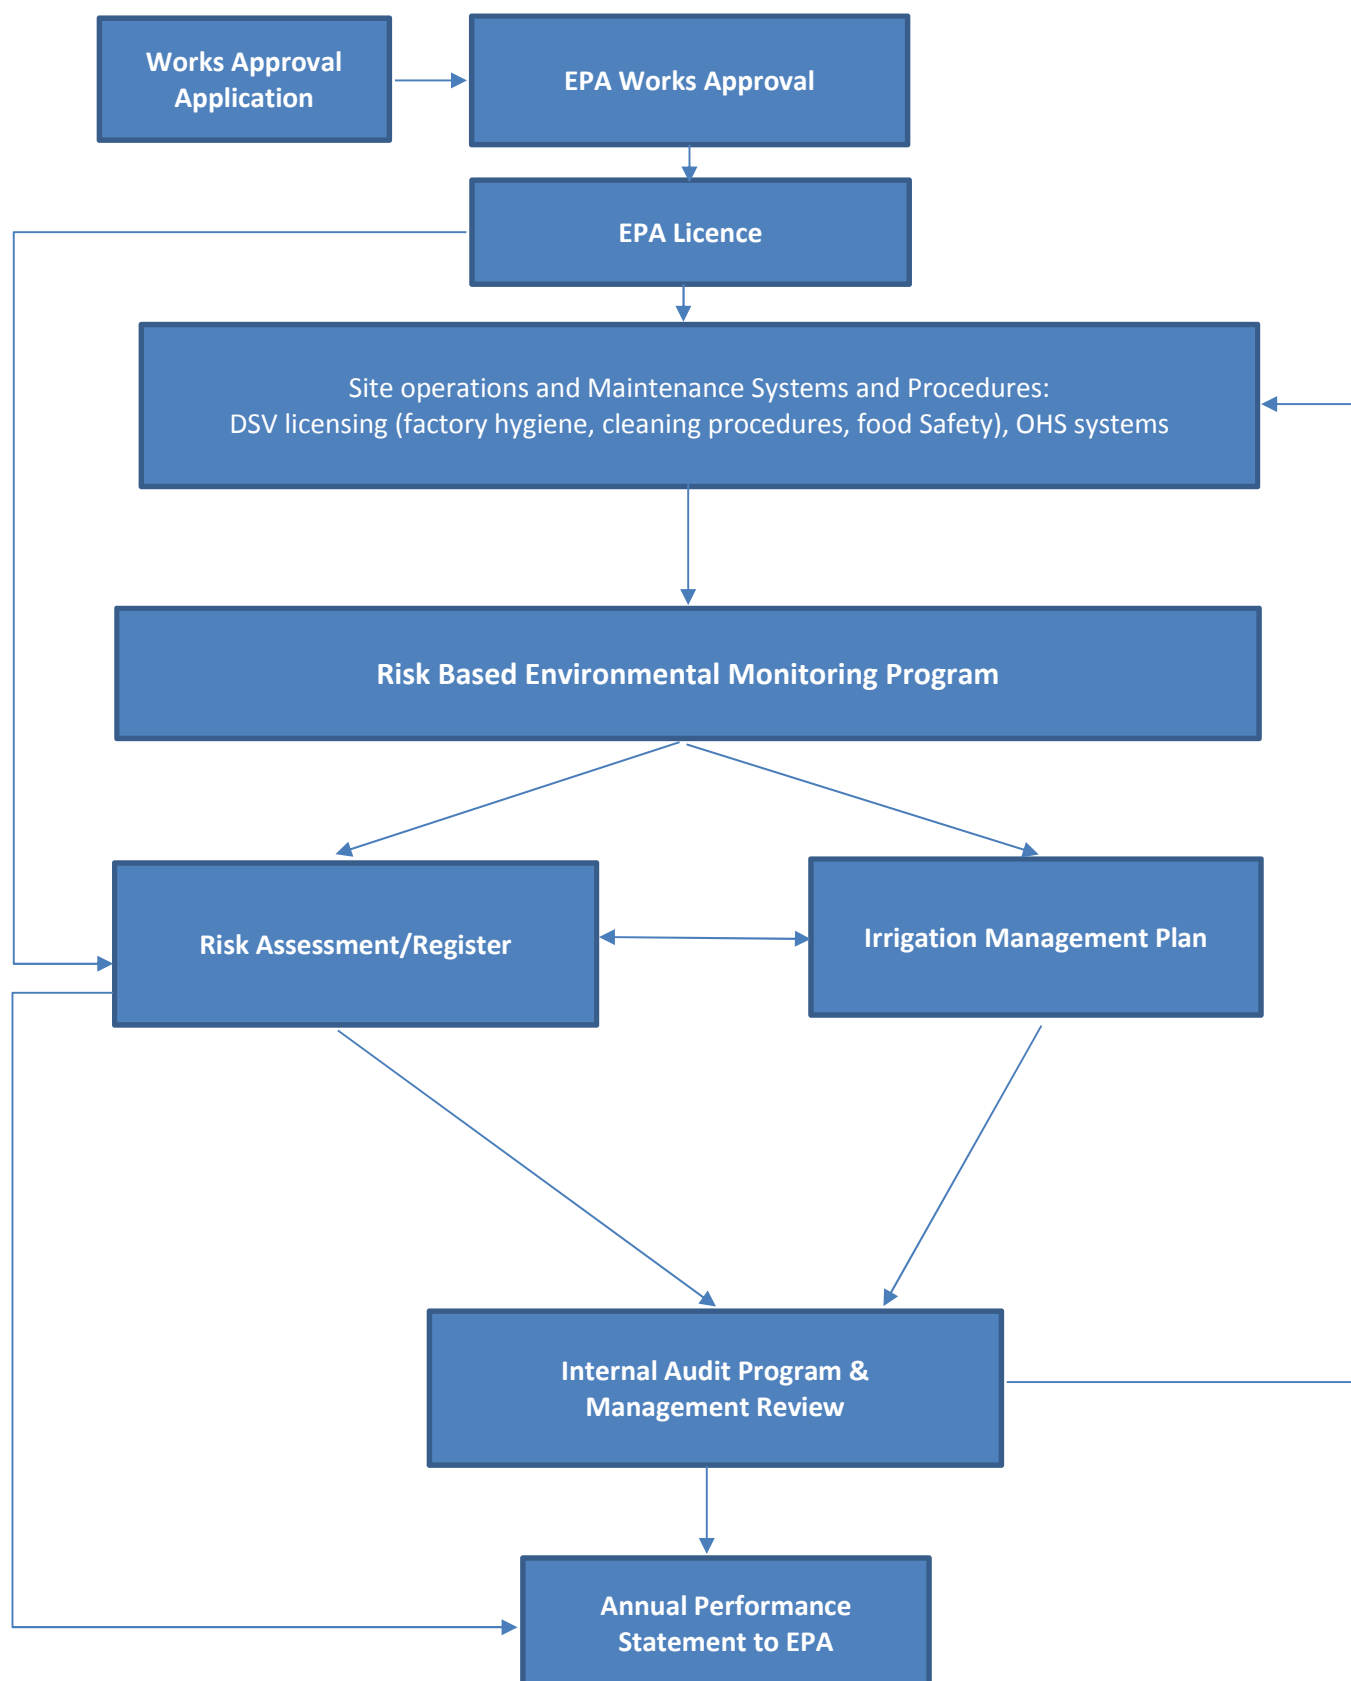 Works Approval
Application
EPA Works Approval
EPA Licence
Site operations and Maintenance Systems and Procedures:
DSV licensing (factory hygiene, cleaning procedures, food Safety), OHS systems
Risk Based Environmental Monitoring Program
Risk Assessment/Register
Irrigation Management Plan
Internal Audit Program &
Management Review
Annual Performance
Statement to EPA